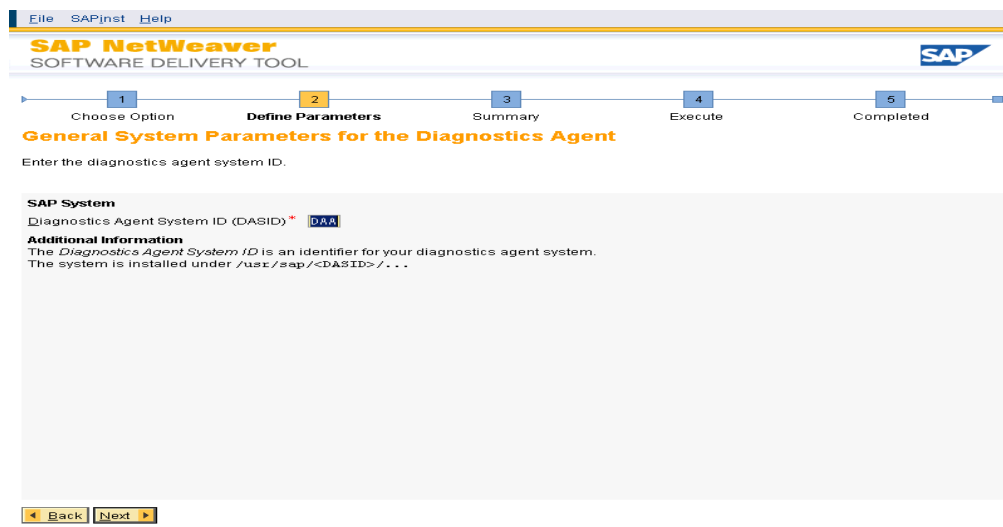 File SAPinst Help
SAP NetWeaver
SOFTWARE DELIVERY TOOL
SAP
1 2 3 4 5
Choose Option Define Parameters Summary Execute Completed
General System Parameters for the Diagnostics Agent
Enter the diagnostics agent system ID.
SAP System
Diagnostics Agent System ID (DASID)* DAA
Additional Information
The Diagnostics Agent System ID is an identifier for your diagnostics agent system.
The system is installed under /usr/sap/<DASID>/...
Back Next